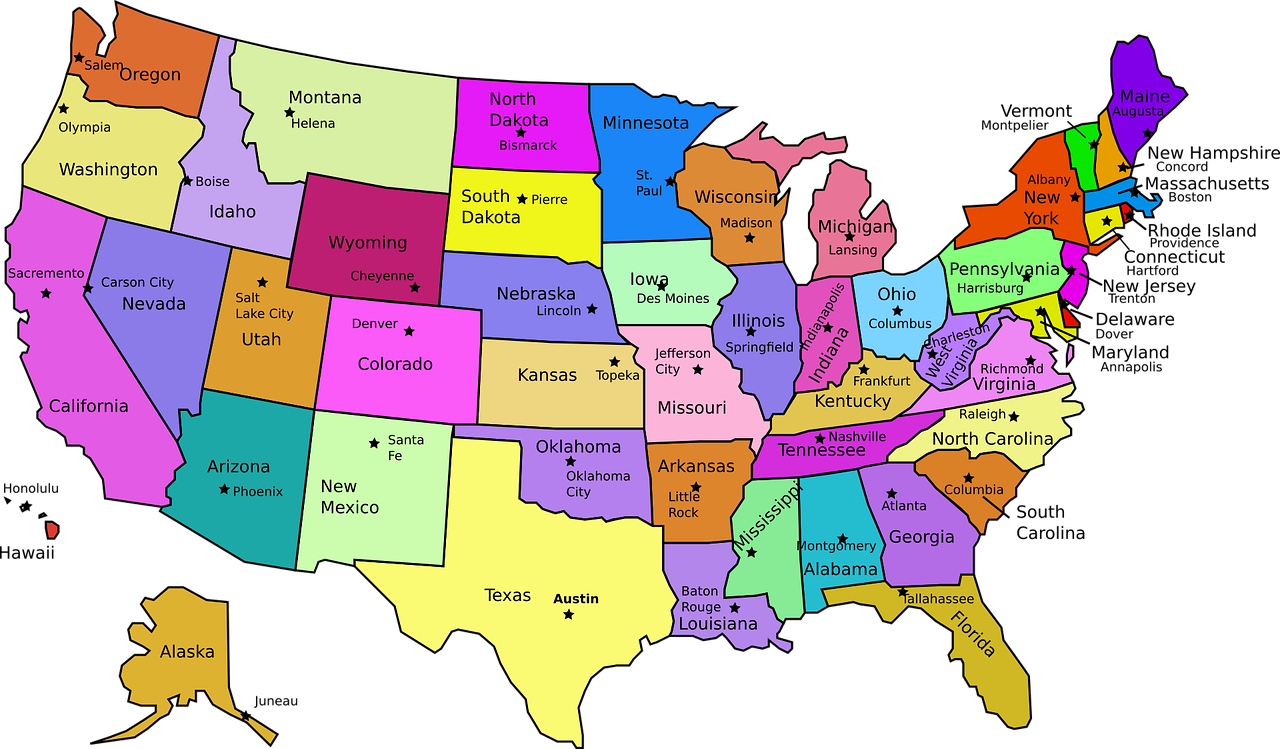 Salem
Oregon
Olympia
Washington
Montana
Helena
Boise
Idaho
North
Dakota
Bismarck
Minnesota
St.
Paul
South
Dakota
Pierre
Wisconsin
Madison
Michigan
Lansing
Maine
Augusta
Vermont
Montpelier
New Hampshire
Concord
Massachusetts
Boston
Albany
New
York
Rhode Island
Providence
Connecticut
Hartford
Wyoming
Cheyenne
Sacremento
Carson City
Nevada
Salt
Lake City
Utah
Nebraska
Lincoln
Iowa
Des Moines
Illinois
Springfield
Indianapolis
Indiana
Ohio
Columbus
Pennsylvania
Harrisburg
New Jersey
Trenton
Delaware
Dover
Maryland
Annapolis
Denver
Colorado
Kansas
Topeka
Jefferson
City
Missouri
Frankfurt
Kentucky
Charleston
West
Virginia
Richmond
Virginia
California
Arizona
Phoenix
Santa
Fe
New
Mexico
Oklahoma
Oklahoma
City
Arkansas
Little
Rock
Nashville
Tennessee
Raleigh
North Carolina
Columbia
South
Carolina
Mississippi
Montgomery
Alabama
Atlanta
Georgia
Honolulu
Hawaii
Texas
Austin
Baton
Rouge
Louisiana
Tallahassee
Florida
Alaska
Juneau